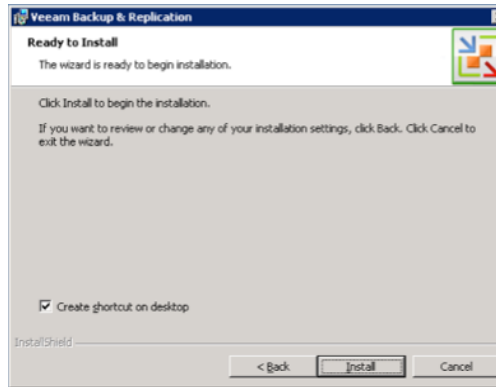 Veeam Backup & Replication
Ready to Install
The wizard is ready to begin installation.
Click Install to begin the installation.
If you want to review or change any of your installation settings, click Back. Click Cancel to
exit the wizard.
Create shortcut on desktop
InstallShield
< Back Install Cancel